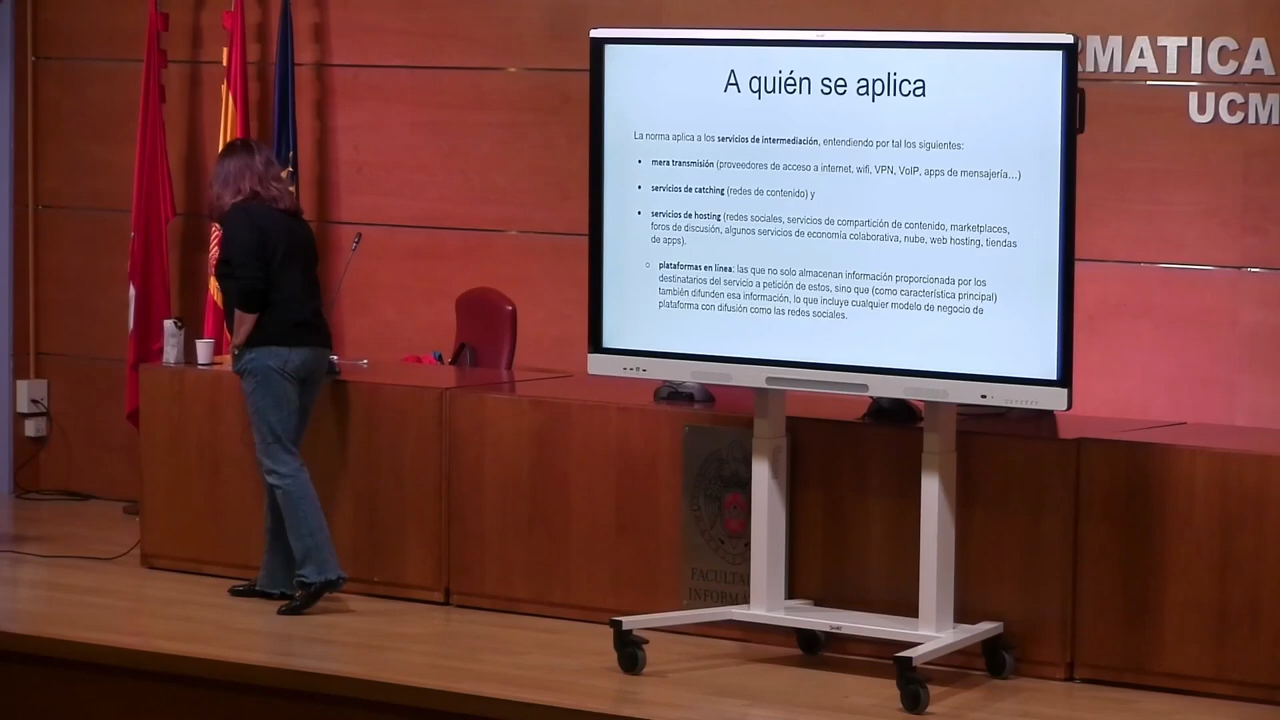 RMATICA
UCM
A quién se aplica
La norma aplica a los servicios de intermediación, entendiendo por tal los siguientes:
• mera transmisión (proveedores de acceso a internet, wifi, VPN, VoIP, apps de mensajería...)
• servicios de catching (redes de contenido) y
• servicios de hosting (redes sociales, servicios de compartición de contenido, marketplaces,
foros de discusión, algunos servicios de economía colaborativa, nube, web hosting, tiendas
de apps).
○ plataformas en línea: las que no solo almacenan información proporcionada por los
destinatarios del servicio a petición de estos, sino que (como característica principal)
también difunden esa información, lo que incluye cualquier modelo de negocio de
plataforma con difusión como las redes sociales.
FACULTA
INFORMÁ